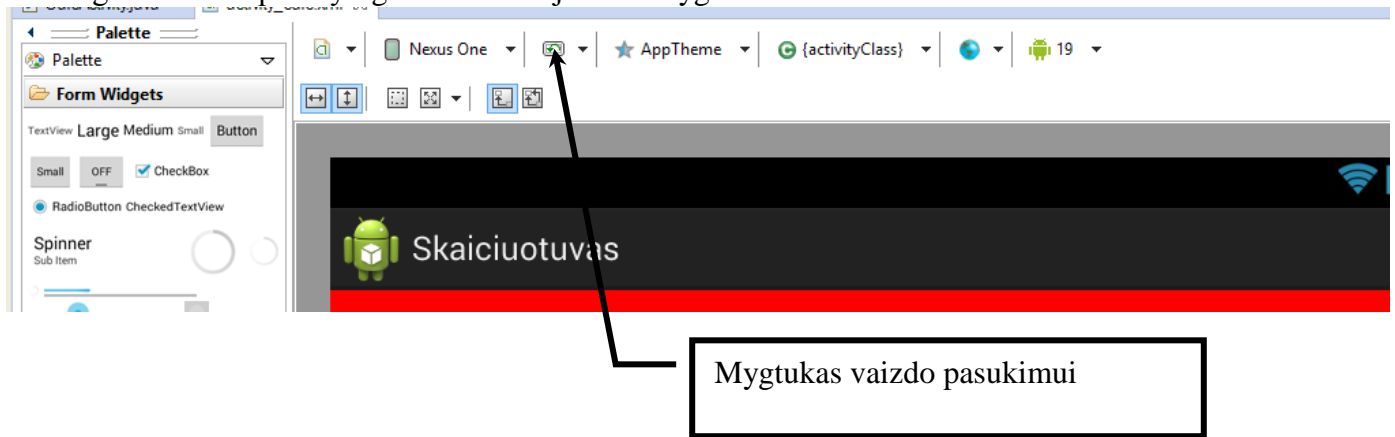 Palette
Palette
Nexus One
AppTheme
{activityClass}
19
Form Widgets
TextView Large Medium Small Button
Small OFF CheckBox
RadioButton CheckedTextView
Spinner
Sub Item
Skaiciuotuvas
Mygtukas vaizdo pasukimui